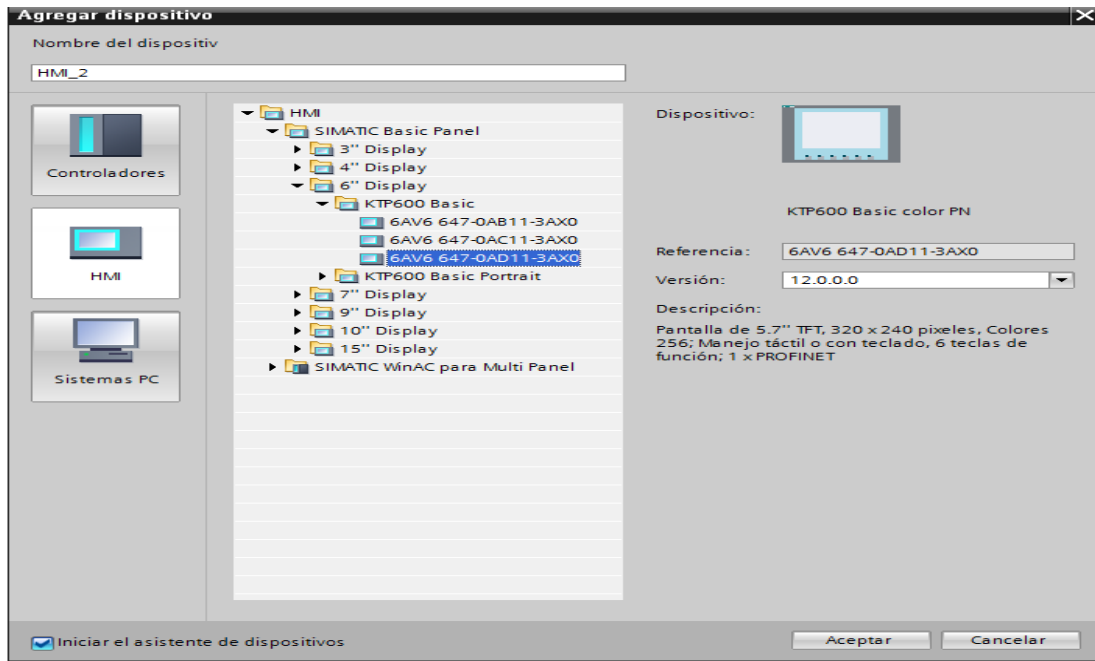 Agregar dispositivo
Nombre del dispositiv
HMI_2
Controladores
HMI
Sistemas PC
HMI
SIMATIC Basic Panel
3'' Display
4'' Display
6'' Display
KTP600 Basic
6AV6 647-0AB11-3AX0
6AV6 647-0AC11-3AX0
6AV6 647-0AD11-3AX0
KTP600 Basic Portrait
7'' Display
9'' Display
10'' Display
15'' Display
SIMATIC WinAC para Multi Panel
Dispositivo:
KTP600 Basic color PN
Referencia: 6AV6 647-0AD11-3AX0
Versión: 12.0.0.0
Descripción:
Pantalla de 5.7'' TFT, 320 x 240 pixeles, Colores
256; Manejo táctil o con teclado, 6 teclas de
función; 1 x PROFINET
Iniciar el asistente de dispositivos
Aceptar
Cancelar